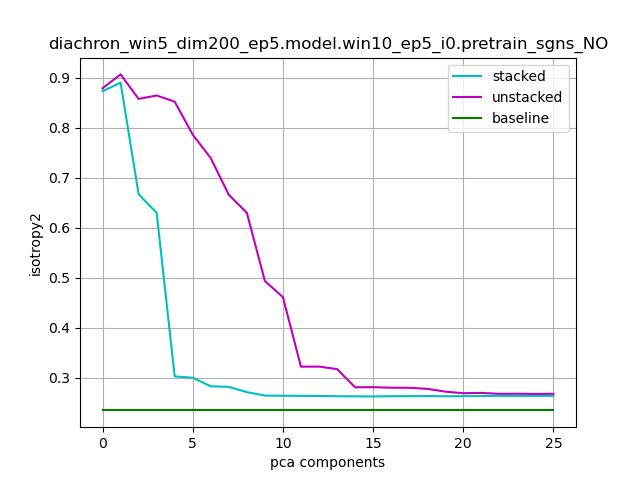 diachron_win5_dim200_ep5.model.win10_ep5_i0.pretrain_sgns_NO
stacked
unstacked
baseline
0.9
0.8
0.7
0.6
0.5
0.4
0.3
isotropy2
0 5 10 15 20 25
pca components